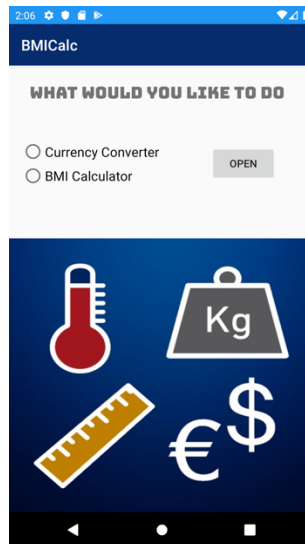 2:06
BMICalc
WHAT WOULD YOU LIKE TO DO
Currency Converter
OPEN
BMI Calculator
Kg
€$